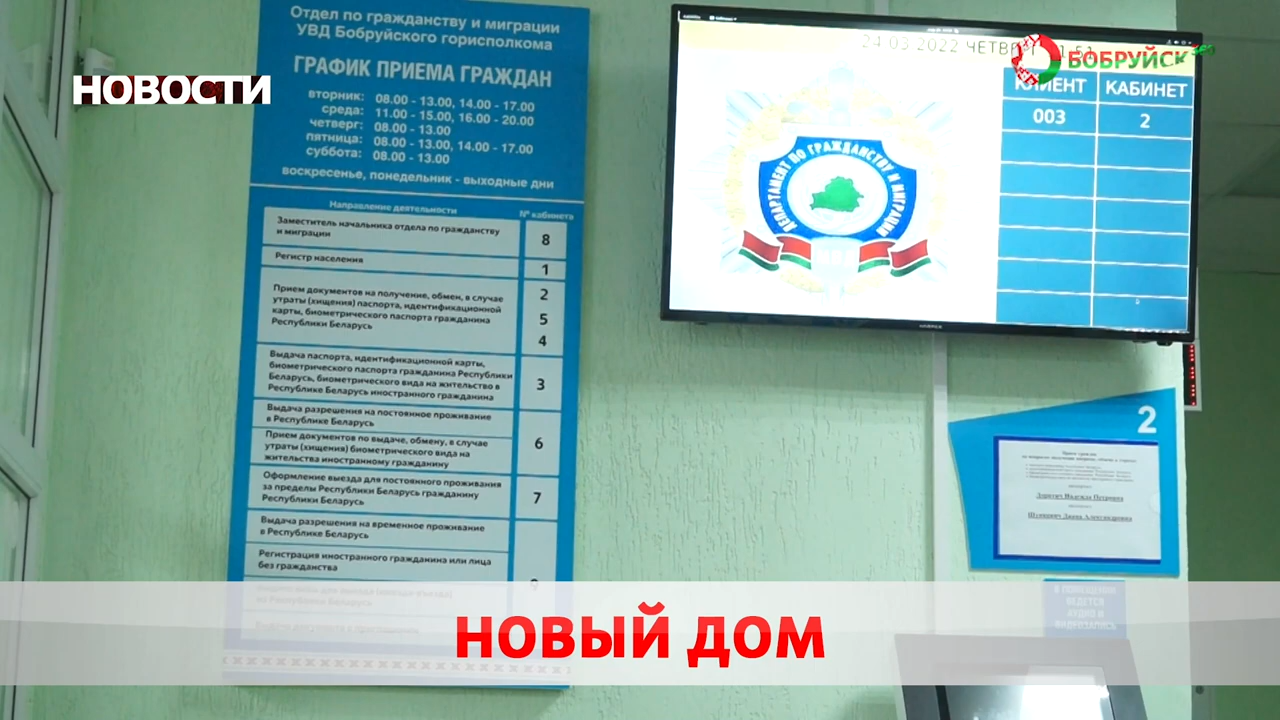 НОВОСТИ
Отдел по гражданству и миграции
УВД Бобруйского горисполкома
ГРАФИК ПРИЕМА ГРАЖДАН
вторник: 08.00 - 13.00, 14.00 - 17.00
среда: 11.00 - 15.00, 16.00 - 20.00
четверг: 08.00 - 13.00
пятница: 08.00 - 13.00, 14.00 - 17.00
суббота: 08.00 - 13.00
воскресенье, понедельник - выходные дни
Направление деятельности № кабинета
Заместитель начальника отдела по гражданству
и миграции
8
Регистр населения
1
Прием документов на получение, обмен, в случае
утраты (хищения) паспорта, идентификационной
карты, биометрического паспорта гражданина
Республики Беларусь
2
5
4
Выдача паспорта, идентификационной карты,
биометрического паспорта гражданина Республики
Беларусь, биометрического вида на жительство в
Республике Беларусь иностранного гражданина
3
Выдача разрешения на постоянное проживание
в Республике Беларусь
Прием документов по выдаче, обмену, в случае
утраты (хищения) биометрического вида на
жительства иностранному гражданину
6
Оформление выезда для постоянного проживания
за пределы Республики Беларусь гражданину
Республики Беларусь
7
Выдача разрешения на временное проживание
в Республике Беларусь
Регистрация иностранного гражданина или лица
без гражданства
24.03.2022
БОБРУЙСК
360
КЛИЕНТ КАБИНЕТ
003 2
ДЕПАРТАМЕНТ ПО ГРАЖДАНСТВУ И МИГРАЦИИ
2
В ПОМЕЩЕНИИ
ВЕДЕТСЯ
АУДИО И
ВИДЕОЗАПИСЬ
НОВЫЙ ДОМ